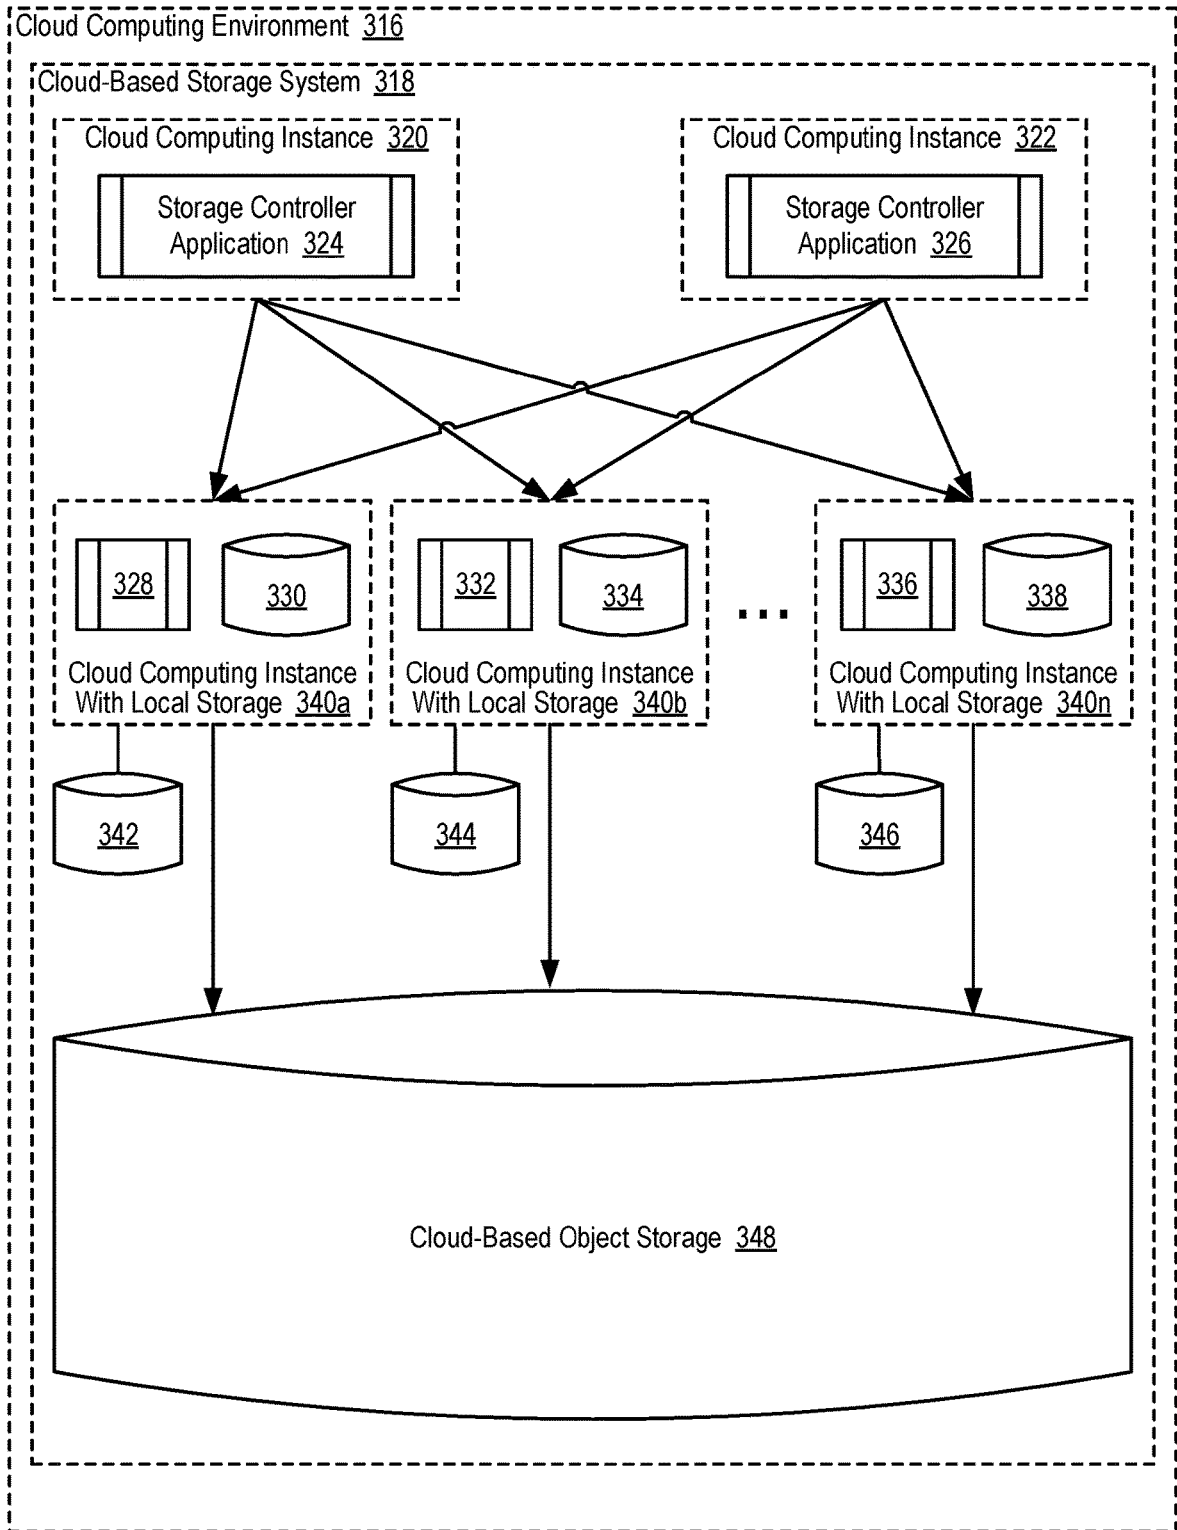 Cloud Computing Environment 316
Cloud-Based Storage System 318
Cloud Computing Instance 320
Storage Controller
Application 324
Cloud Computing Instance 322
Storage Controller
Application 326
328
330
Cloud Computing Instance
With Local Storage 340a
332
334
Cloud Computing Instance
With Local Storage 340b
...
336
338
Cloud Computing Instance
With Local Storage 340n
342
344
346
Cloud-Based Object Storage 348